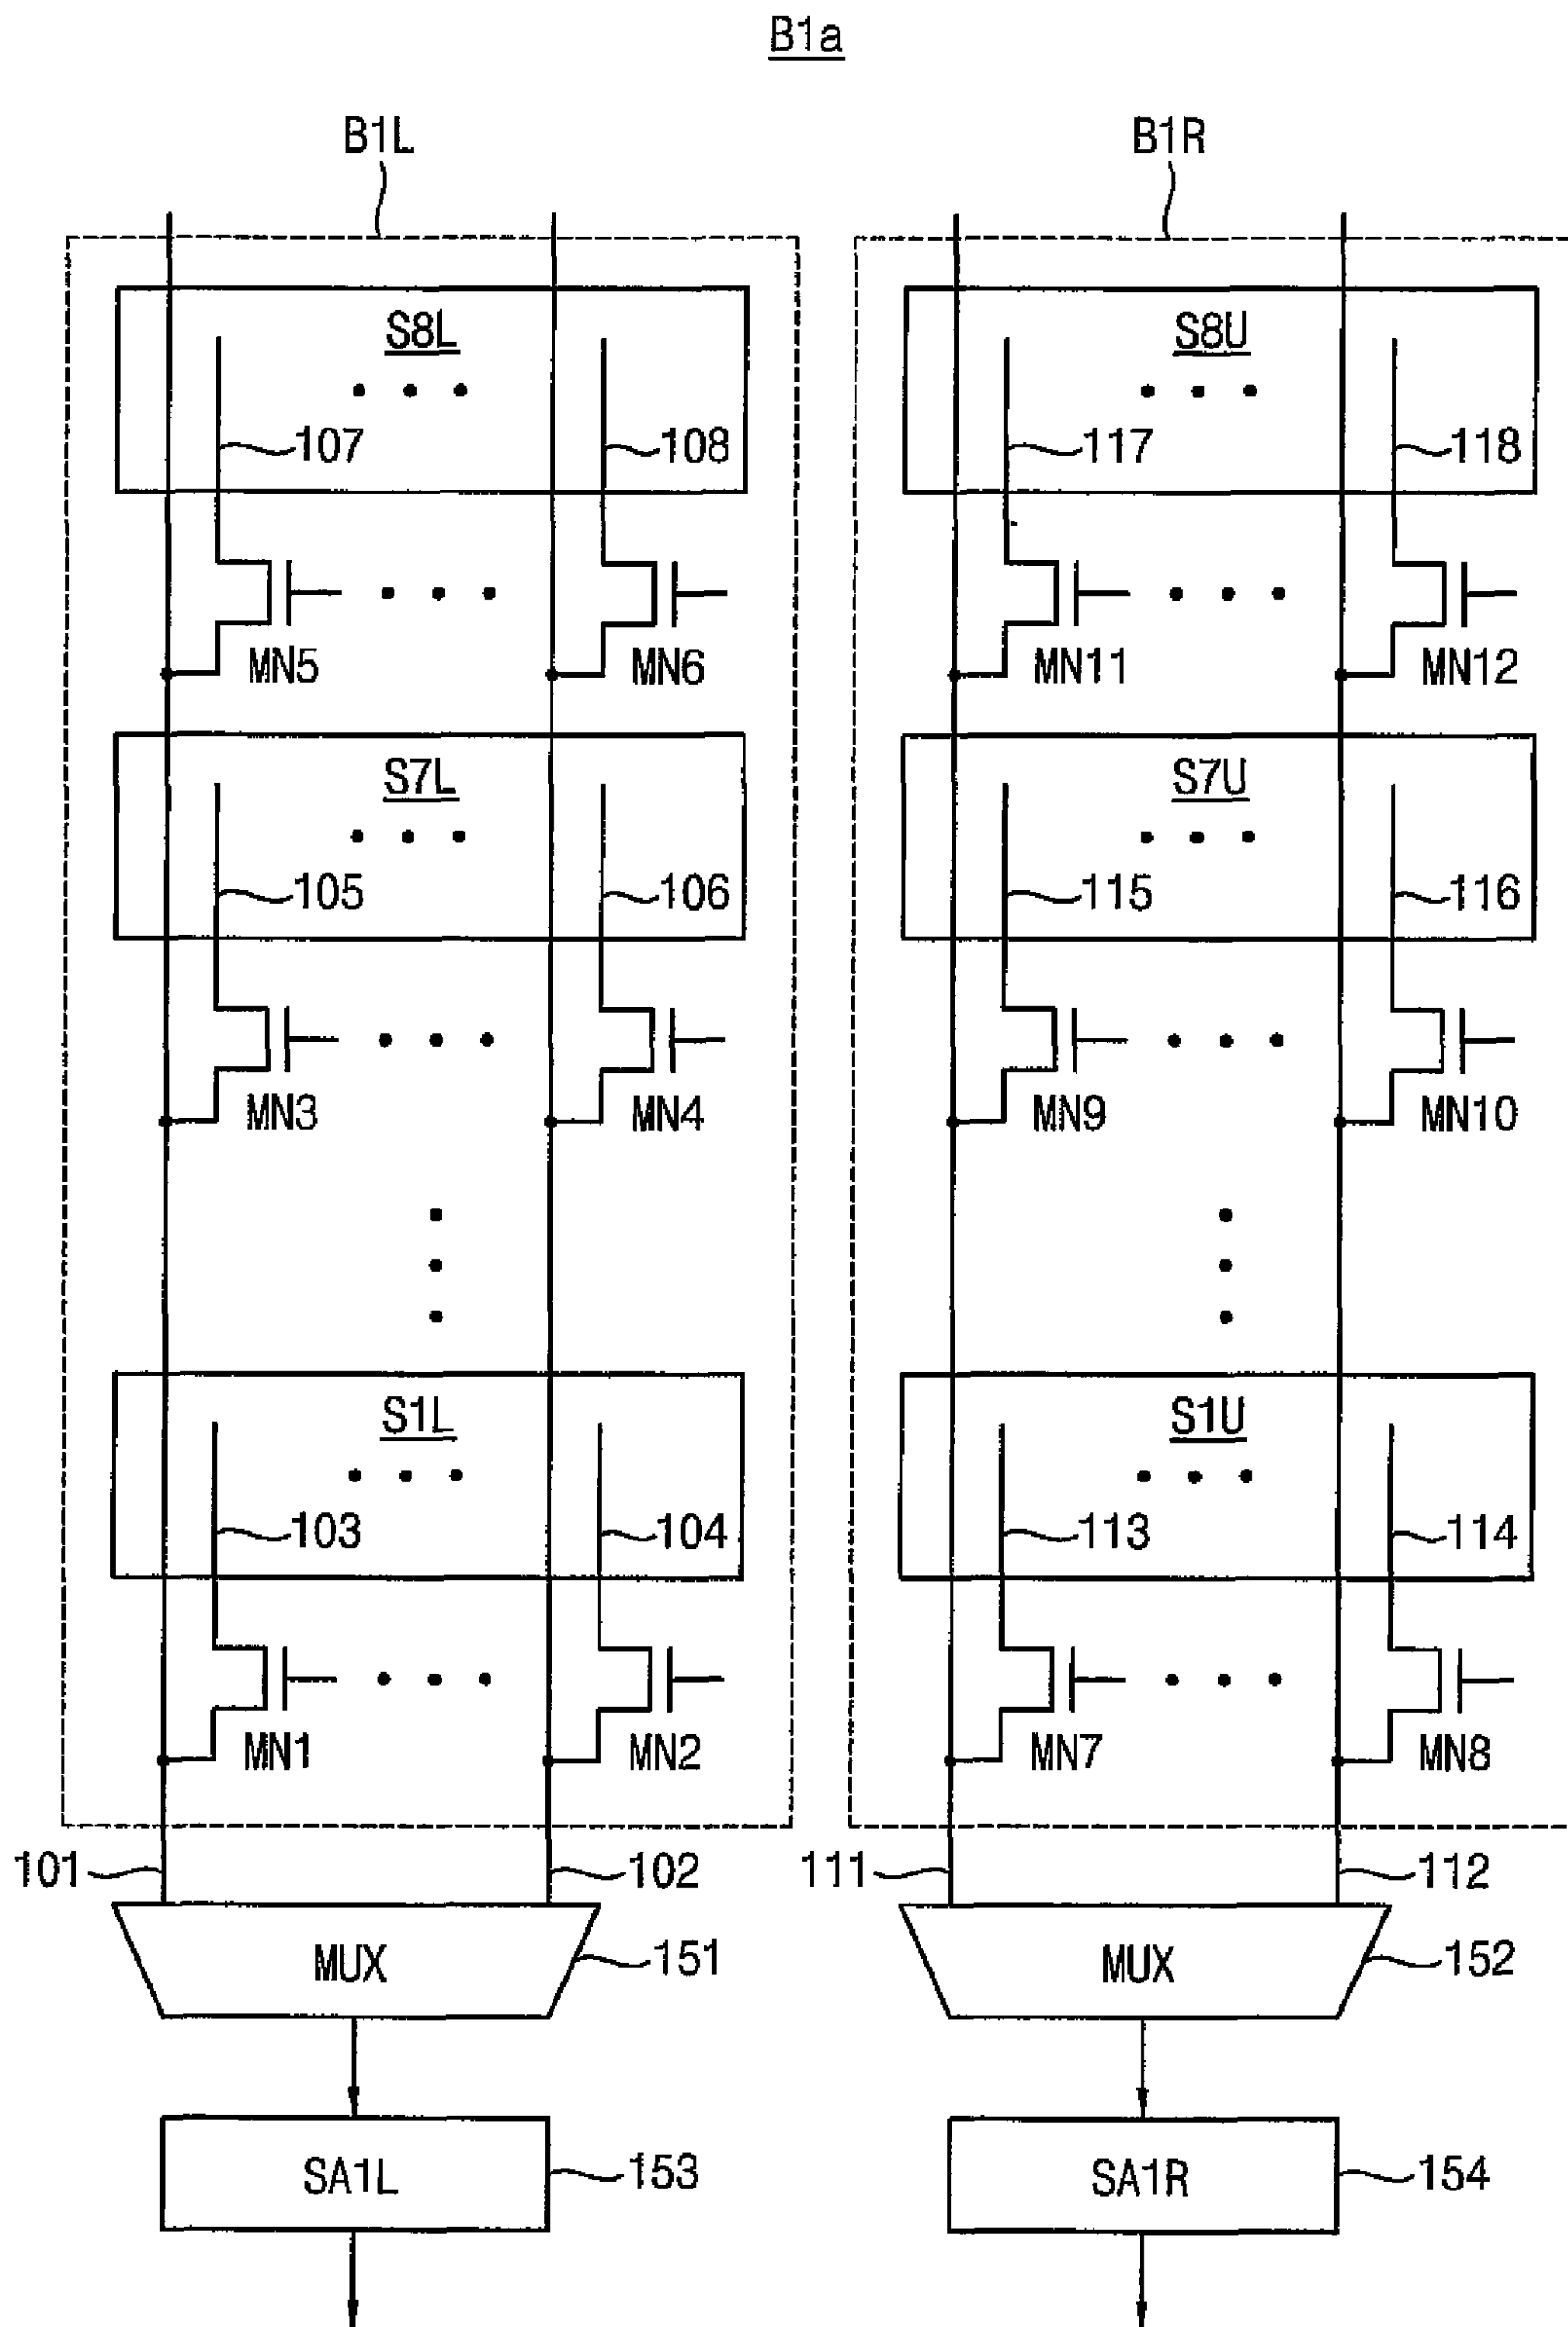 B1a
B1L B1R
S8L S8U
107 108 117 118
MN5 MN6 MN11 MN12
S7L S7U
105 106 115 116
MN3 MN4 MN9 MN10
S1L S1U
103 104 113 114
MN1 MN2 MN7 MN8
101 102 111 112
MUX 151 MUX 152
SA1L 153 SA1R 154